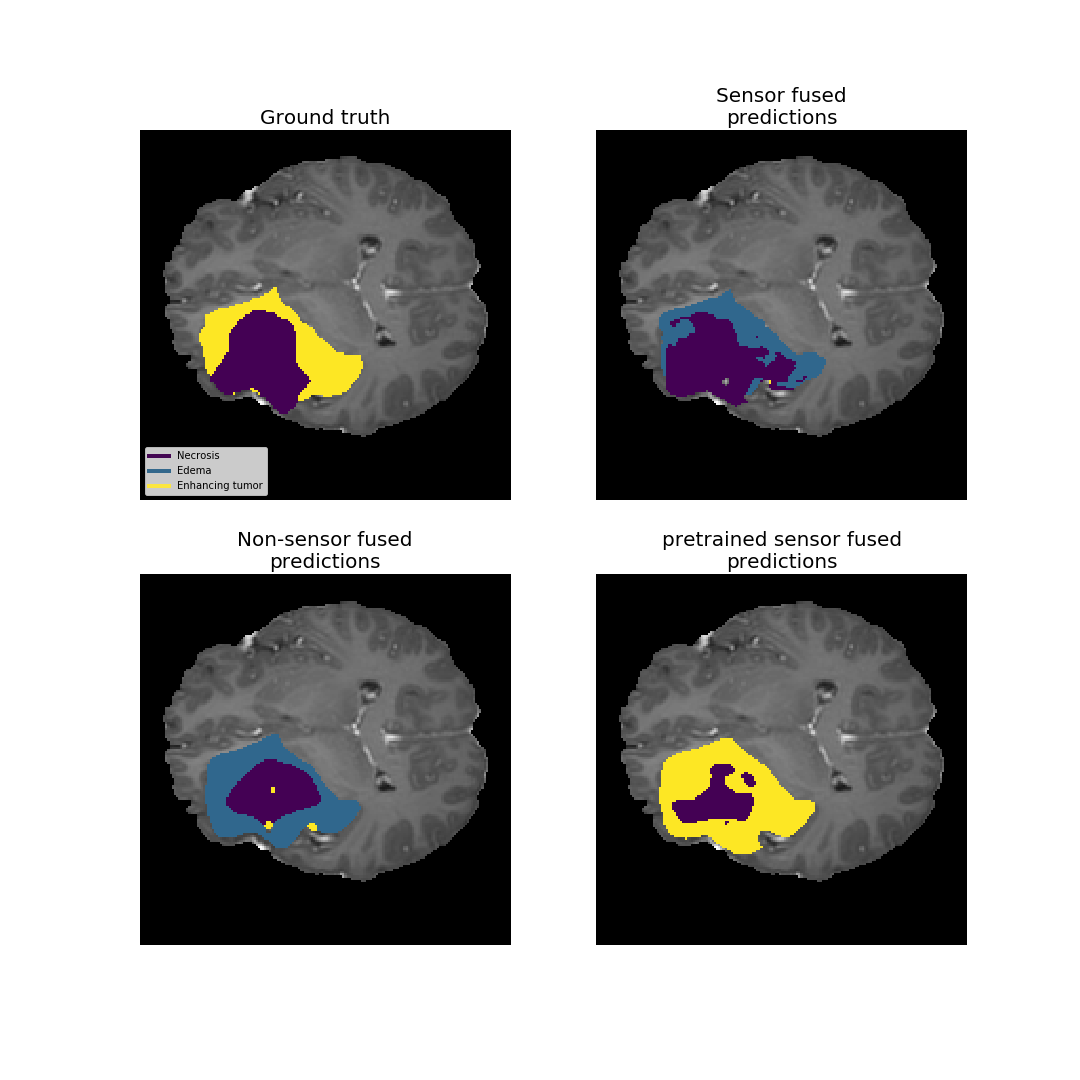 Ground truth
Sensor fused
predictions
Necrosis
Edema
Enhancing tumor
Non-sensor fused
predictions
pretrained sensor fused
predictions